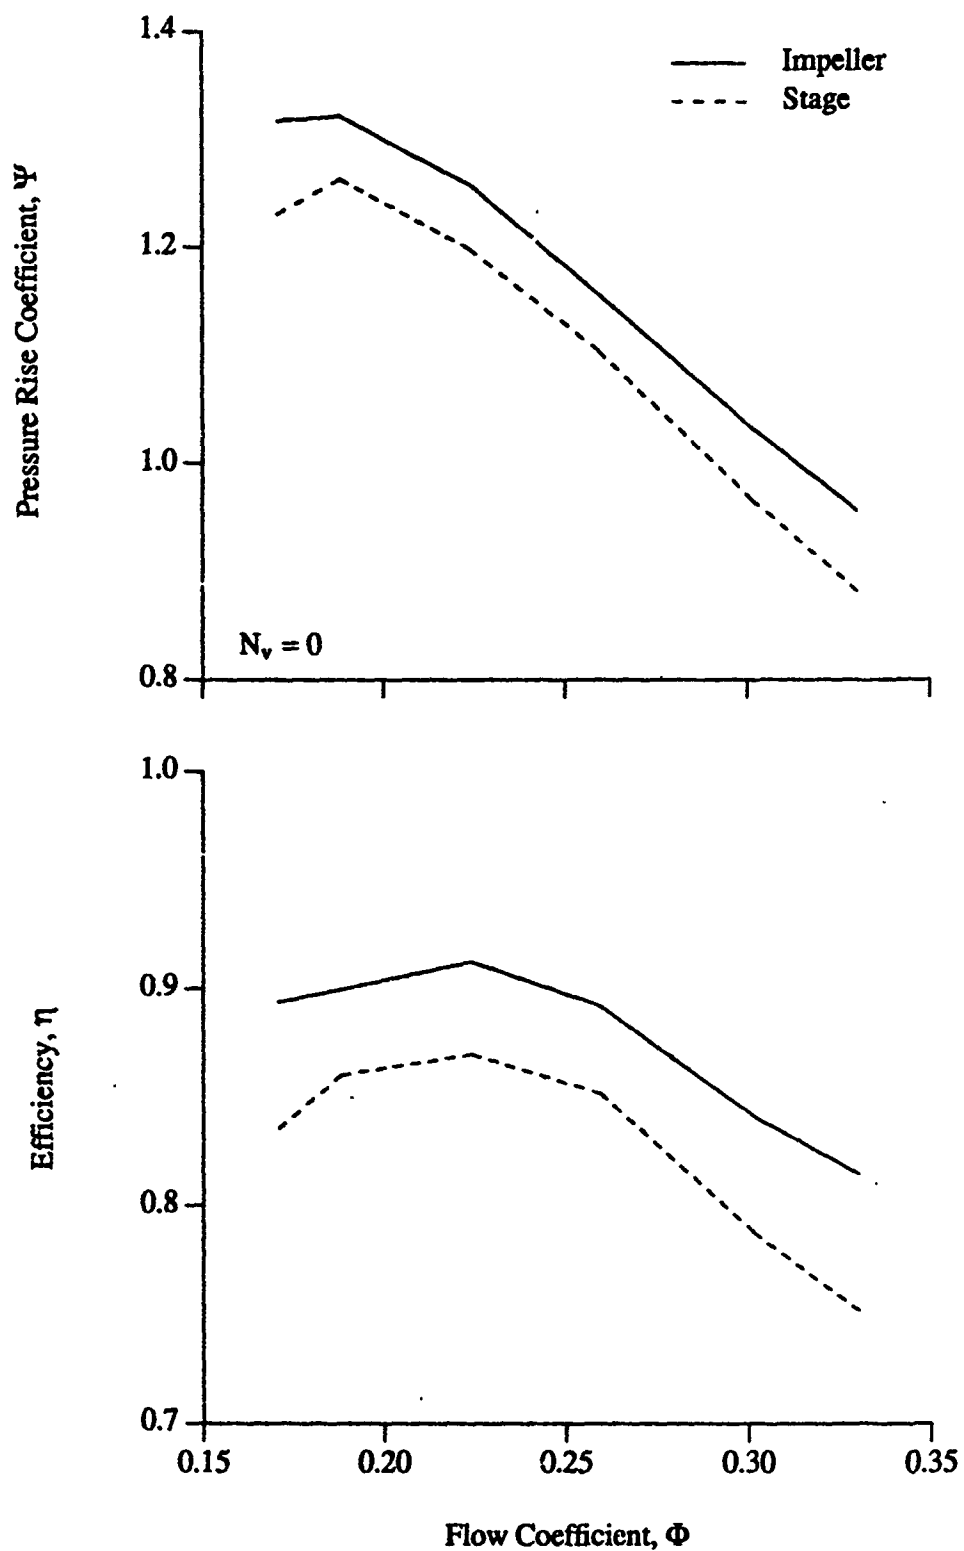 1.4
Impeller
Stage
Pressure Rise Coefficient, Ψ
1.2
1.0
N_v = 0
0.8
1.0
0.9
Efficiency, η
0.8
0.7
0.15 0.20 0.25 0.30 0.35
Flow Coefficient, Φ